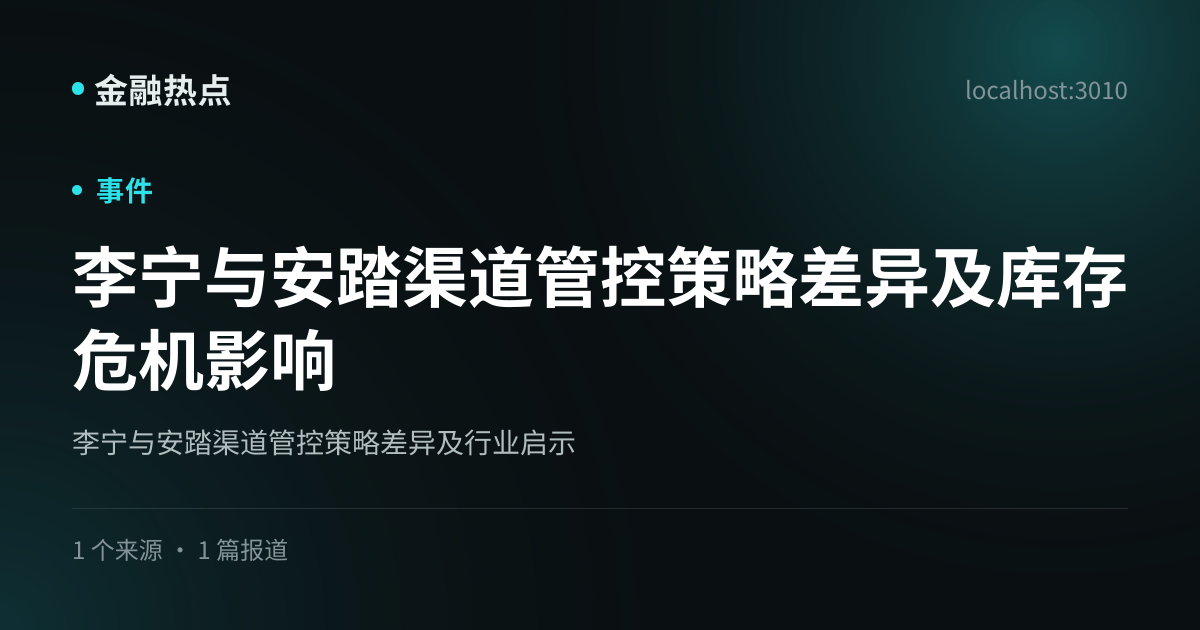 金融热点
localhost:3010
事件
李宁与安踏渠道管控策略差异及库存
危机影响
李宁与安踏渠道管控策略差异及行业启示
1 个来源 • 1 篇报道